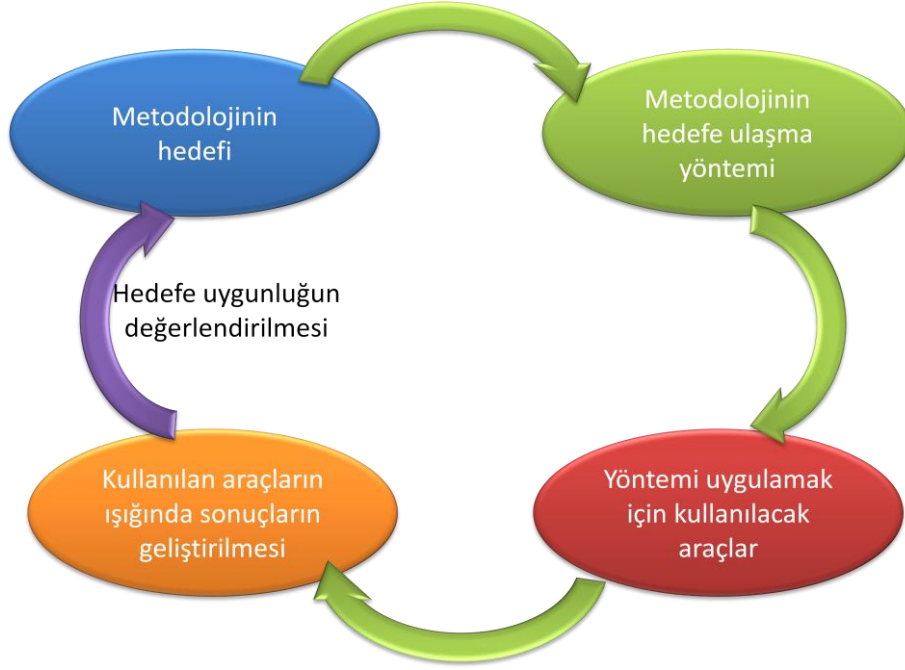 Metodolojinin
hedefi
Metodolojinin
hedefe ulaşma
yöntemi
Hedefe uygunluğun
değerlendirilmesi
Kullanılan araçların
ışığında sonuçların
geliştirilmesi
Yöntemi uygulamak
için kullanılacak
araçlar